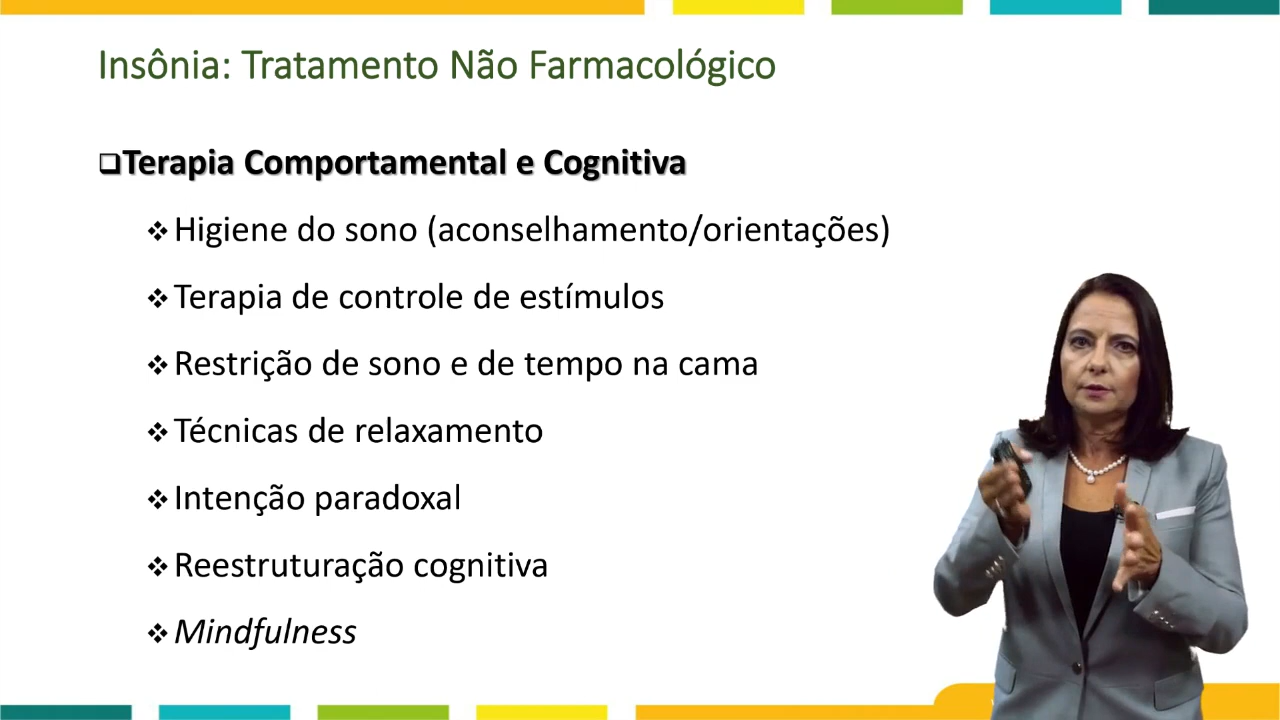 Insônia: Tratamento Não Farmacológico
Terapia Comportamental e Cognitiva
Higiene do sono (aconselhamento/orientações)
Terapia de controle de estímulos
Restrição de sono e de tempo na cama
Técnicas de relaxamento
Intenção paradoxal
Reestruturação cognitiva
Mindfulness